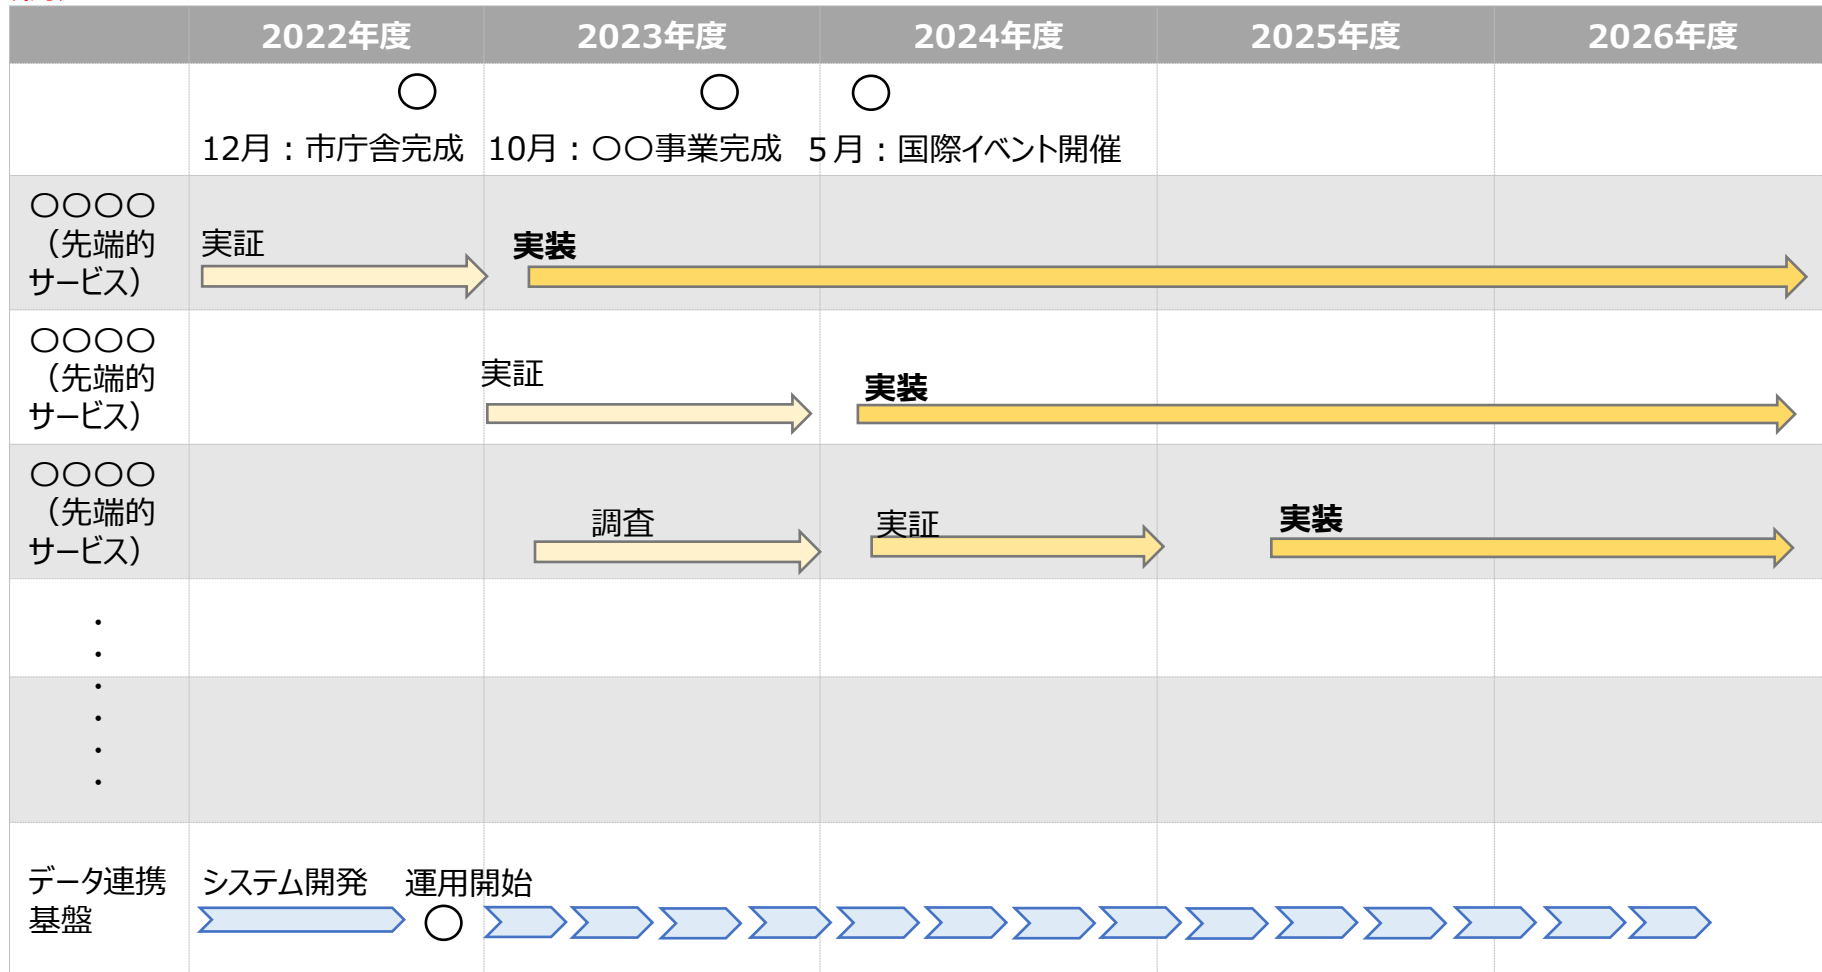 2022年度 2023年度 2024年度 2025年度 2026年度
12月：市庁舎完成 10月：〇〇事業完成 ５月：国際イベント開催
〇〇〇〇
（先端的
サービス）
実証 実装
〇〇〇〇
（先端的
サービス）
実証 実装
〇〇〇〇
（先端的
サービス）
調査 実証 実装
・
・
・
・
・
・
データ連携
基盤
システム開発 運用開始